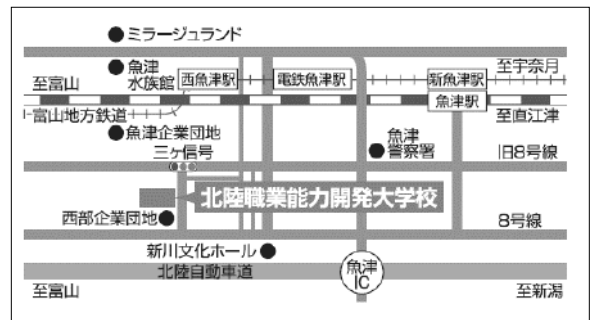 ミラージュランド
魚津
水族館
至富山
西魚津駅
電鉄魚津駅
新魚津駅
至宇奈月
魚津駅
富山地方鉄道
至直江津
魚津企業団地
三ケ信号
魚津
警察署
旧8号線
北陸職業能力開発大学校
西部企業団地
8号線
新川文化ホール
北陸自動車道
魚津
IC
至富山
至新潟